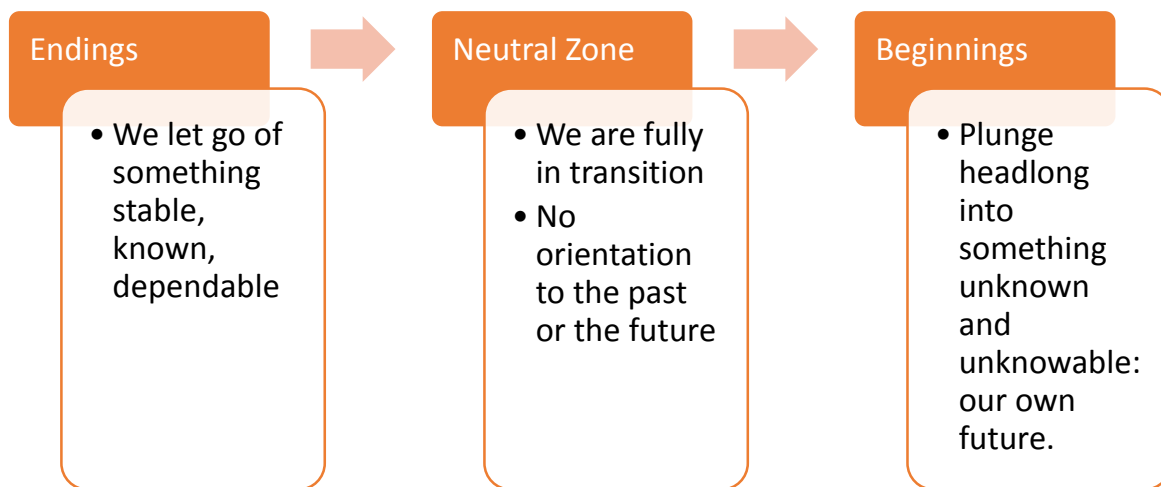 Endings
• We let go of
something
stable,
known,
dependable
Neutral Zone
• We are fully
in transition
• No
orientation
to the past
or the future
Beginnings
• Plunge
headlong
into
something
unknown
and
unknowable:
our own
future.